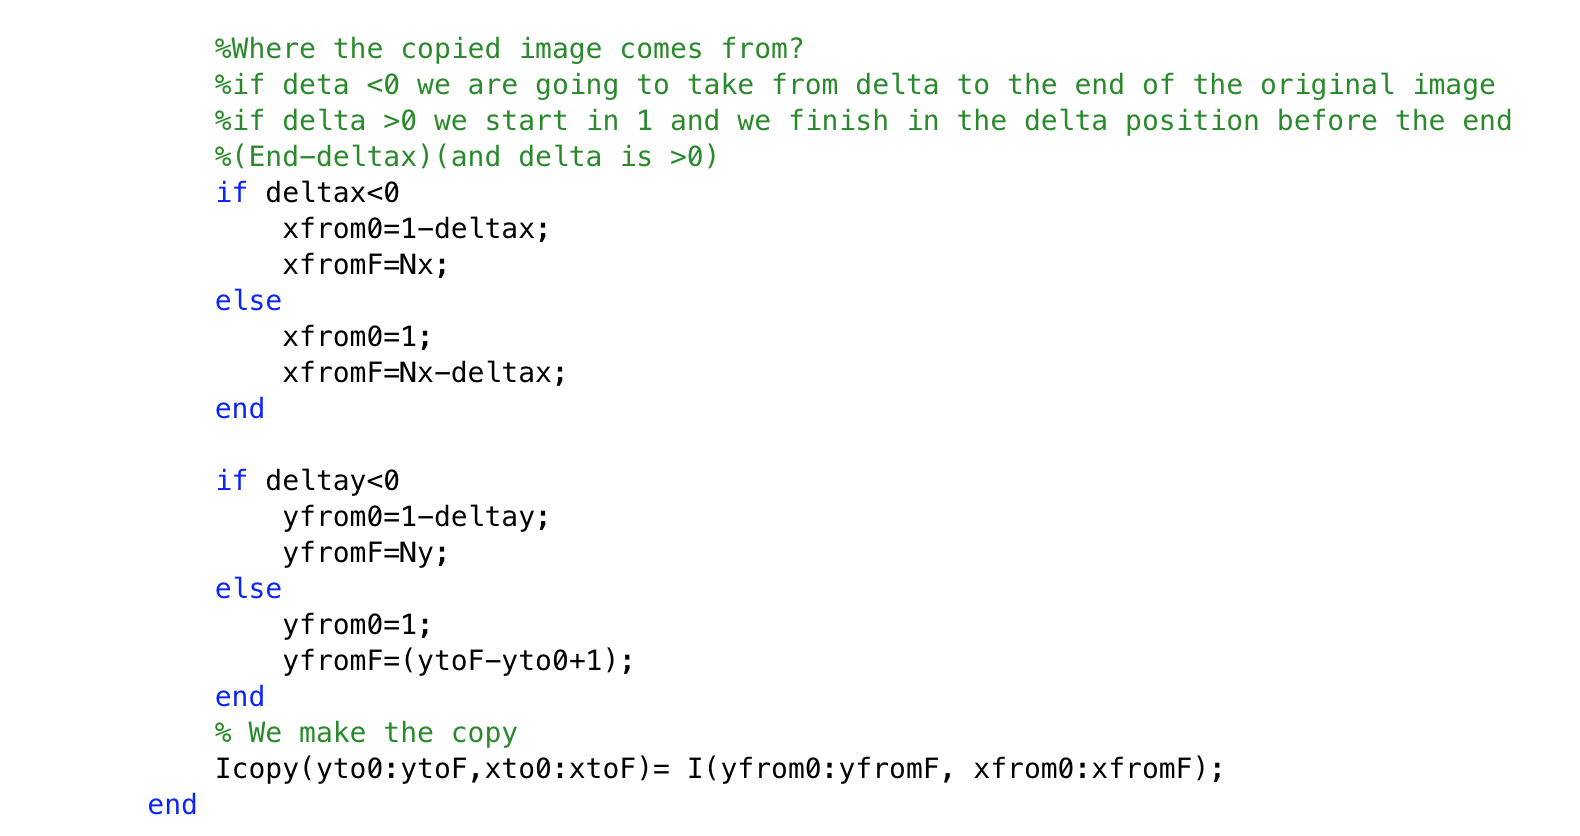 %Where the copied image comes from?
%if deta <0 we are going to take from delta to the end of the original image
%if delta >0 we start in 1 and we finish in the delta position before the end
%(End-deltax)(and delta is >0)
if deltax<0
xfrom0=1-deltax;
xfromF=Nx;
else
xfrom0=1;
xfromF=Nx-deltax;
end
if deltay<0
yfrom0=1-deltay;
yfromF=Ny;
else
yfrom0=1;
yfromF=(ytoF-yto0+1);
end
% We make the copy
Icopy(yto0:ytoF,xto0:xtoF)= I(yfrom0:yfromF, xfrom0:xfromF);
end